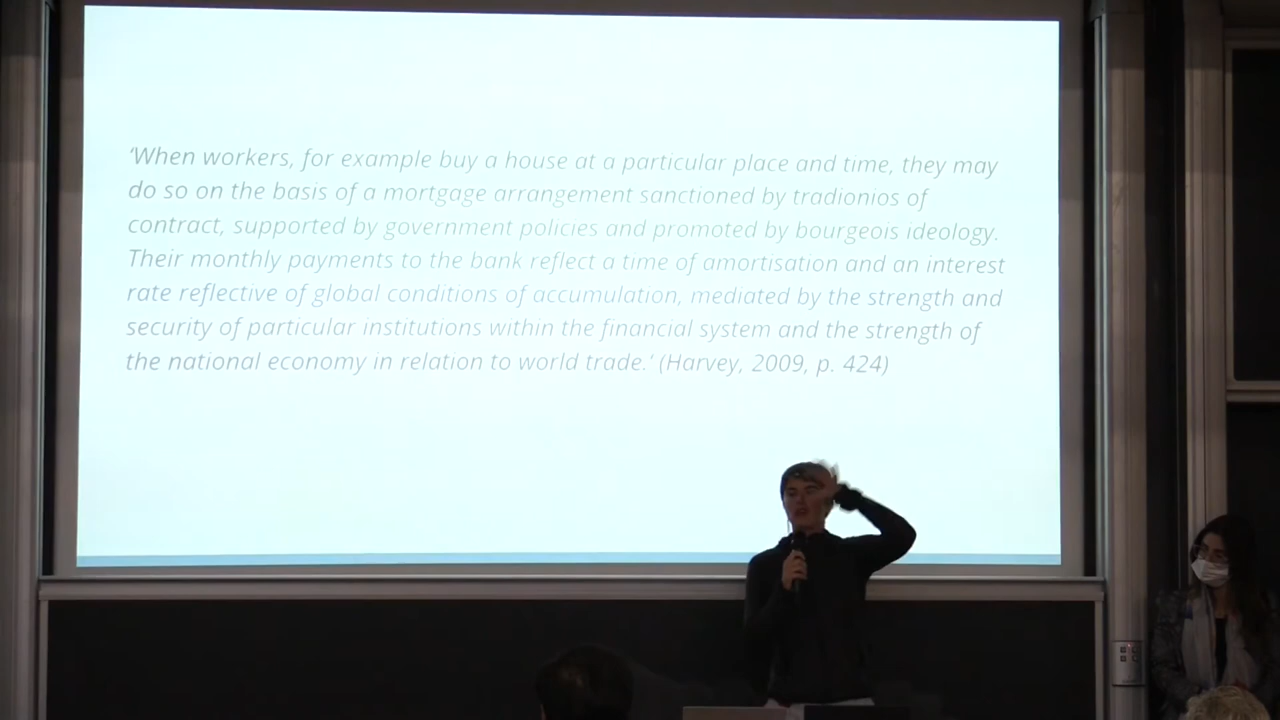 ‘When workers, for example buy a house at a particular place and time, they may
do so on the basis of a mortgage arrangement sanctioned by tradionios of
contract, supported by government policies and promoted by bourgeois ideology.
Their monthly payments to the bank reflect a time of amortisation and an interest
rate reflective of global conditions of accumulation, mediated by the strength and
security of particular institutions within the financial system and the strength of
the national economy in relation to world trade.’ (Harvey, 2009, p. 424)